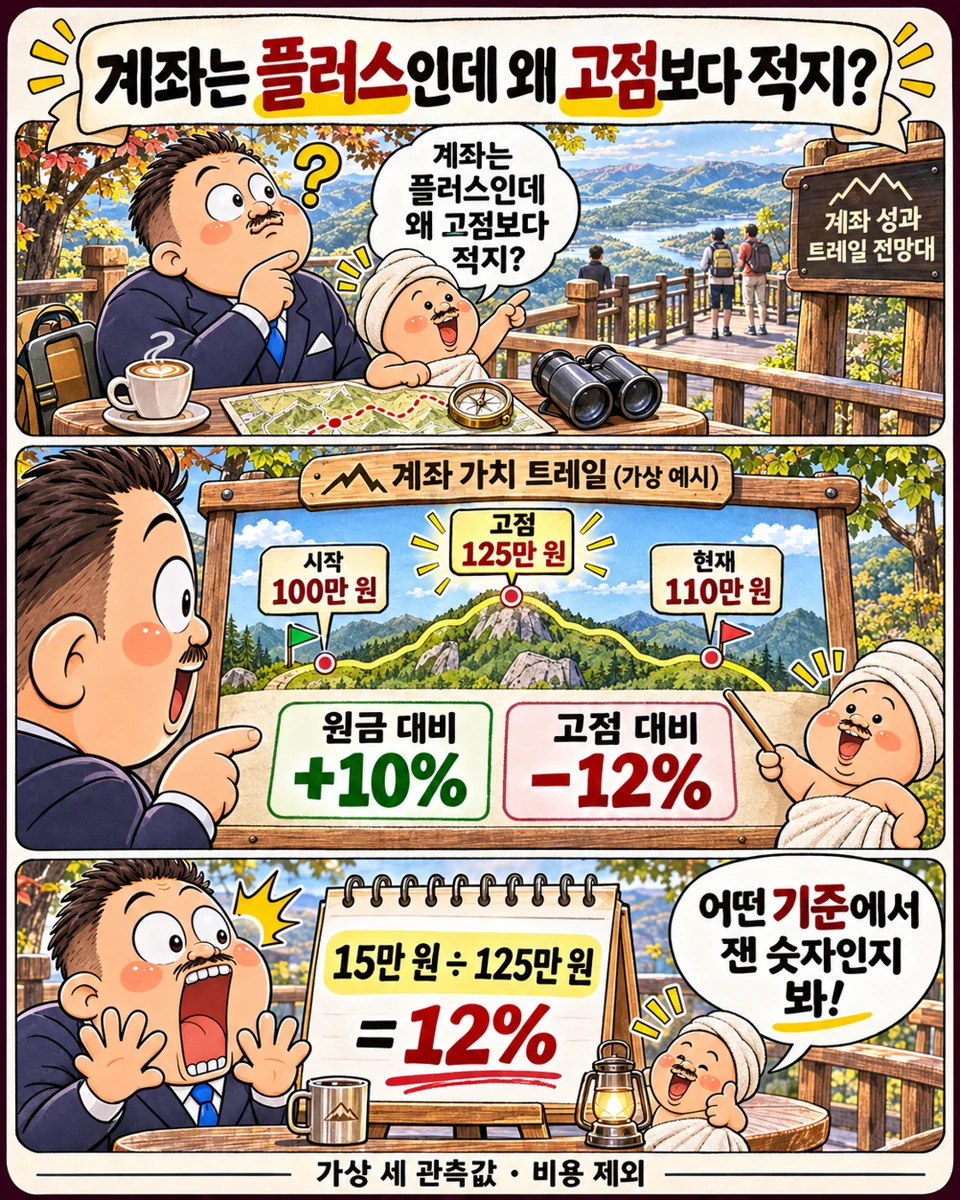 계좌는 플러스인데 왜 고점보다 적지?
?
계좌는
플러스인데
왜 고점보다
적지?
계좌 성과
트레일 전망대
계좌 가치 트레일 (가상 예시)
시작
100만 원
고점
125만 원
현재
110만 원
원금 대비
+10%
고점 대비
-12%
15만 원 ÷ 125만 원
= 12%
어떤 기준에서
잰 숫자인지
봐!
가상 세 관측값 · 비용 제외